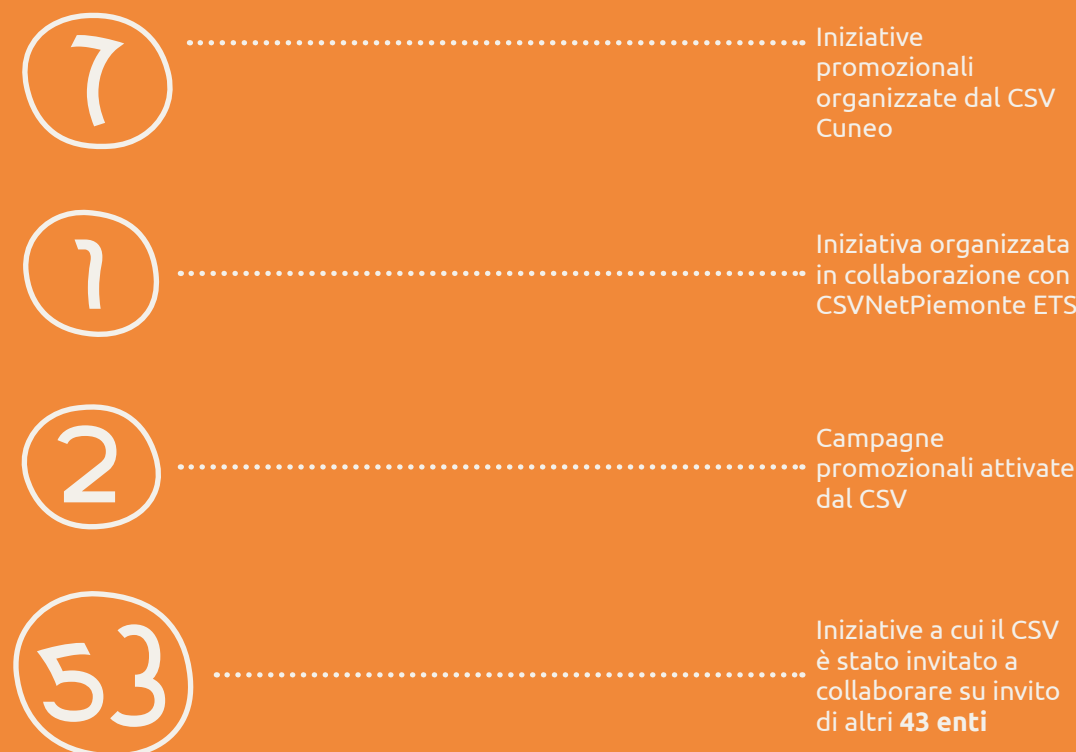 7
Iniziative
promozionali
organizzate dal CSV
Cuneo
1
Iniziativa organizzata
in collaborazione con
CSVNetPiemonte ETS
2
Campagne
promozionali attivate
dal CSV
53
Iniziative a cui il CSV
è stato invitato a
collaborare su invito
di altri 43 enti